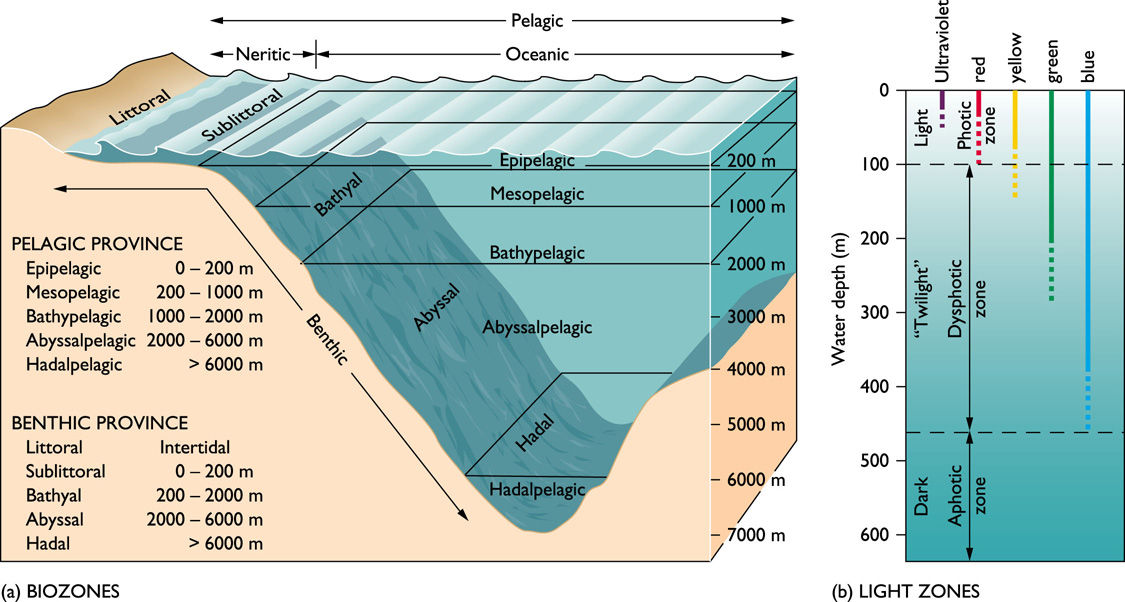 Pelagic
Neritic
Oceanic
Littoral
Sublittoral
Epipelagic
200 m
Bathyal
Mesopelagic
1000 m
Bathypelagic
2000 m
Abyssal
3000 m
Abyssalpelagic
4000 m
Benthic
5000 m
Hadal
6000 m
Hadalpelagic
7000 m
PELAGIC PROVINCE
Epipelagic 0 – 200 m
Mesopelagic 200 – 1000 m
Bathypelagic 1000 – 2000 m
Abyssalpelagic 2000 – 6000 m
Hadalpelagic > 6000 m
BENTHIC PROVINCE
Littoral Intertidal
Sublittoral 0 – 200 m
Bathyal 200 – 2000 m
Abyssal 2000 – 6000 m
Hadal > 6000 m
(a) BIOZONES
Ultraviolet
red
yellow
green
blue
Water depth (m)
0
100
200
300
400
500
600
Light
Photic
zone
“Twilight”
Dysphotic
zone
Dark
Aphotic
zone
(b) LIGHT ZONES